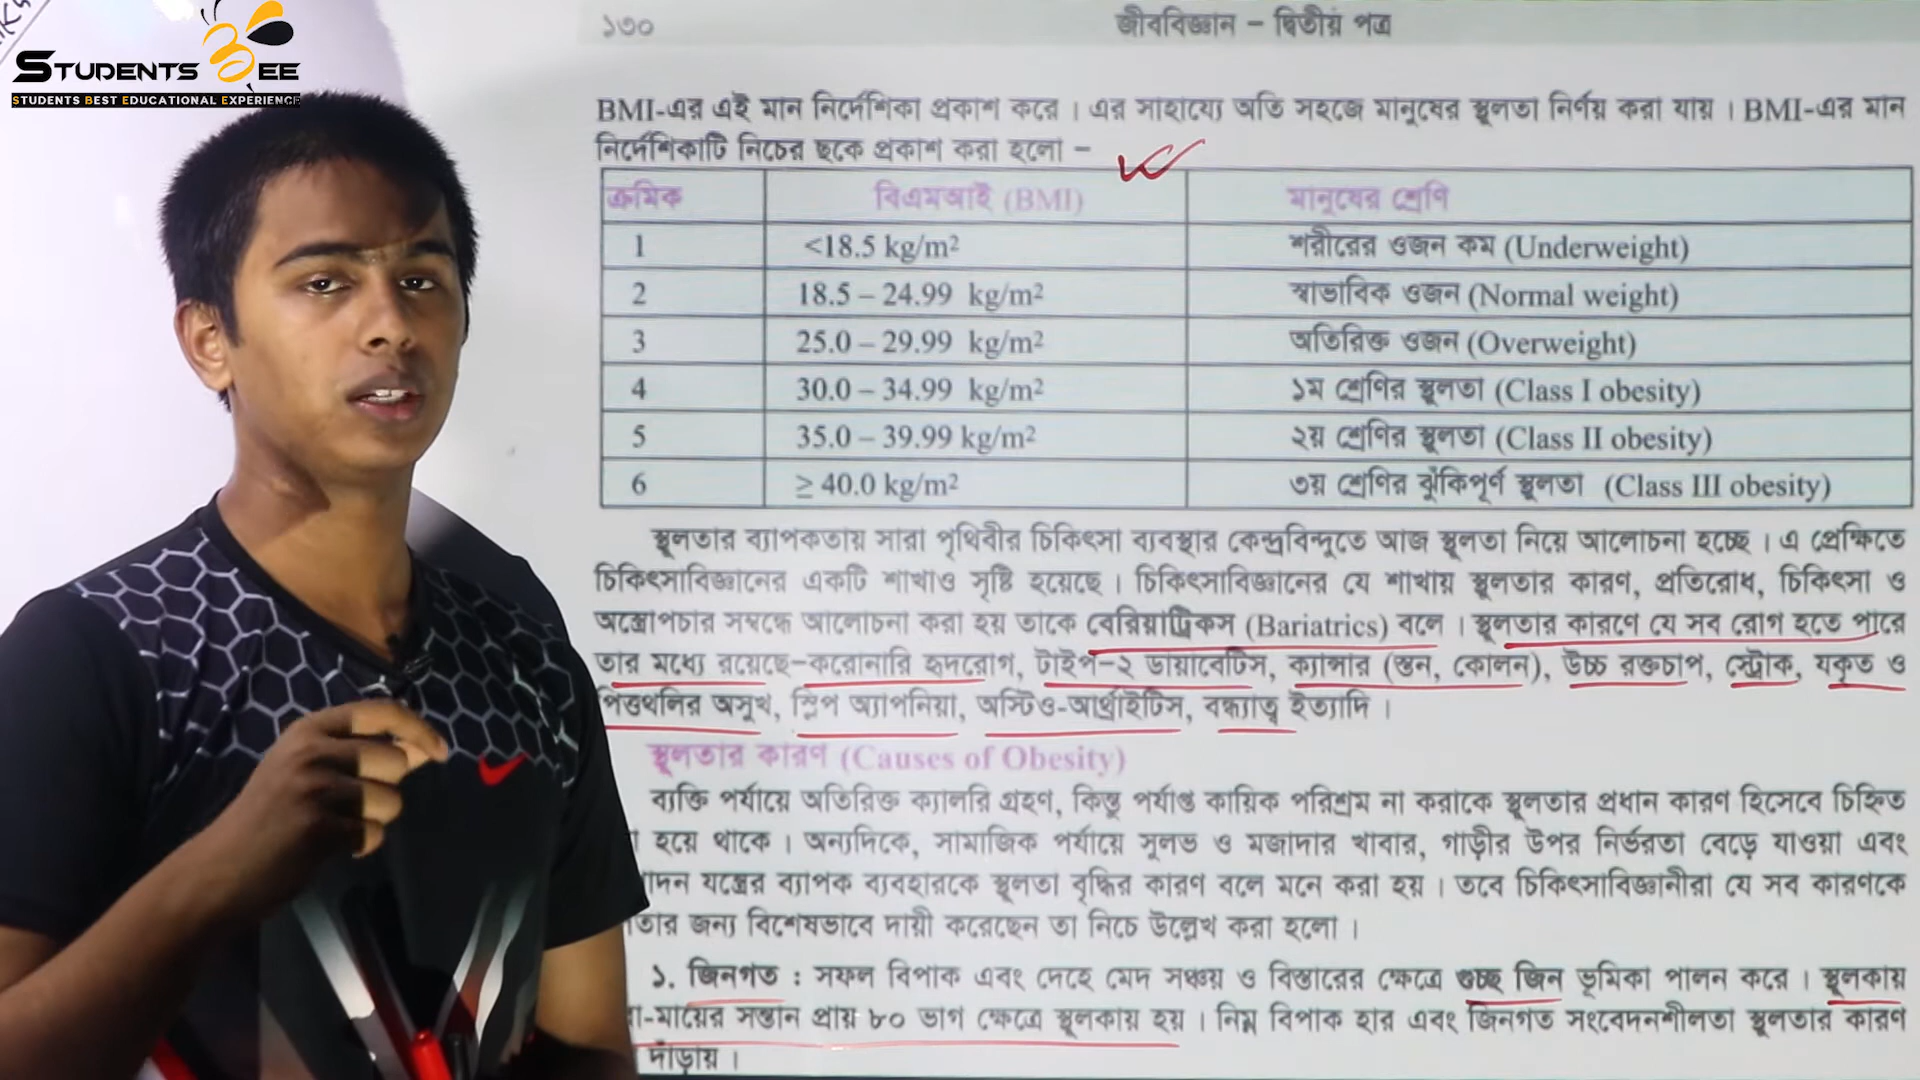 STUDENTS BEE
STUDENTS BEST EDUCATIONAL EXPERIENCE
১৩০ জীববিজ্ঞান – দ্বিতীয় পত্র
BMI-এর এই মান নির্দেশিকা প্রকাশ করে । এর সাহায্যে অতি সহজে মানুষের স্থূলতা নির্ণয় করা যায় । BMI-এর মান
নির্দেশিকাটি নিচের ছকে প্রকাশ করা হলো –
ক্রমিক বিএমআই (BMI) মানুষের শ্রেণি
1 <18.5 kg/m² শরীরের ওজন কম (Underweight)
2 18.5 – 24.99 kg/m² স্বাভাবিক ওজন (Normal weight)
3 25.0 – 29.99 kg/m² অতিরিক্ত ওজন (Overweight)
4 30.0 – 34.99 kg/m² ১ম শ্রেণির স্থূলতা (Class I obesity)
5 35.0 – 39.99 kg/m² ২য় শ্রেণির স্থূলতা (Class II obesity)
6 ≥ 40.0 kg/m² ৩য় শ্রেণির ঝুঁকিপূর্ণ স্থূলতা (Class III obesity)
স্থূলতার ব্যাপকতায় সারা পৃথিবীর চিকিৎসা ব্যবস্থার কেন্দ্রবিন্দুতে আজ স্থূলতা নিয়ে আলোচনা হচ্ছে । এ প্রেক্ষিতে
চিকিৎসাবিজ্ঞানের একটি শাখাও সৃষ্টি হয়েছে । চিকিৎসাবিজ্ঞানের যে শাখায় স্থূলতার কারণ, প্রতিরোধ, চিকিৎসা ও
অস্ত্রোপচার সম্বন্ধে আলোচনা করা হয় তাকে বেরিয়াট্রিকস (Bariatrics) বলে । স্থূলতার কারণে যে সব রোগ হতে পারে
তার মধ্যে রয়েছে–করোনারি হৃদরোগ, টাইপ–২ ডায়াবেটিস, ক্যান্সার (স্তন, কোলন), উচ্চ রক্তচাপ, স্ট্রোক, যকৃত ও
পিত্তথলির অসুখ, স্লিপ অ্যাপনিয়া, অস্টিও-আর্থ্রাইটিস, বন্ধ্যাত্ব ইত্যাদি ।
স্থূলতার কারণ (Causes of Obesity)
ব্যক্তি পর্যায়ে অতিরিক্ত ক্যালরি গ্রহণ, কিন্তু পর্যাপ্ত কায়িক পরিশ্রম না করাকে স্থূলতার প্রধান কারণ হিসেবে চিহ্নিত
হয়ে থাকে । অন্যদিকে, সামাজিক পর্যায়ে সুলভ ও মজাদার খাবার, গাড়ীর উপর নির্ভরতা বেড়ে যাওয়া এবং
যন্ত্রের ব্যাপক ব্যবহারকে স্থূলতা বৃদ্ধির কারণ বলে মনে করা হয় । তবে চিকিৎসাবিজ্ঞানীরা যে সব কারণকে
জন্য বিশেষভাবে দায়ী করেছেন তা নিচে উল্লেখ করা হলো ।
১. জিনগত : সফল বিপাক এবং দেহে মেদ সঞ্চয় ও বিস্তারের ক্ষেত্রে গুচ্ছ জিন ভূমিকা পালন করে । স্থূলকায়
-মায়ের সন্তান প্রায় ৮০ ভাগ ক্ষেত্রে স্থূলকায় হয় । নিম্ন বিপাক হার এবং জিনগত সংবেদনশীলতা স্থূলতার কারণ
দাঁড়ায় ।